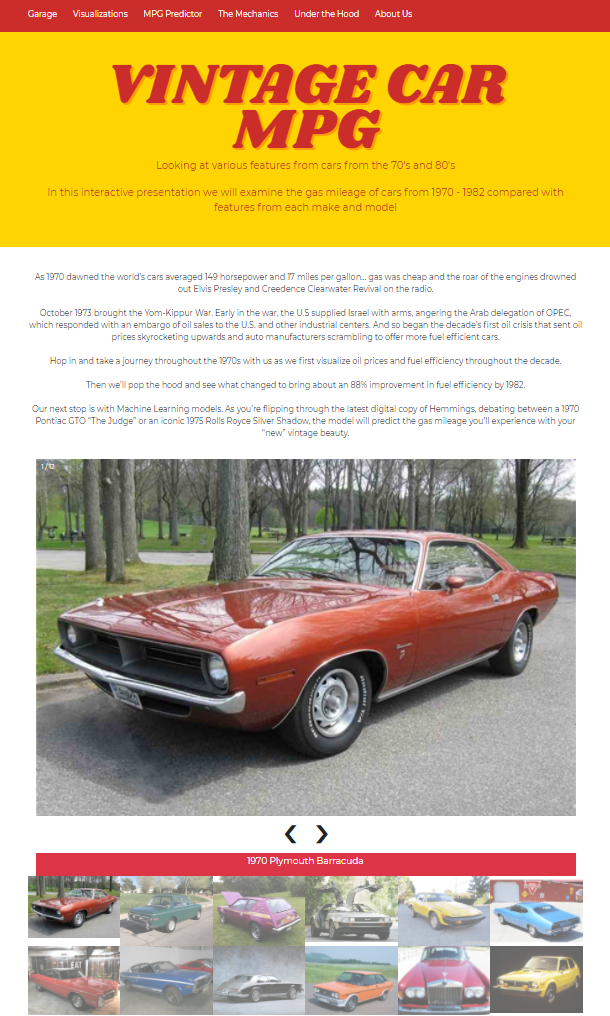 Garage Visualizations MPG Predictor The Mechanics Under the Hood About Us
VINTAGE CAR
MPG
Looking at various features from cars from the 70's and 80's
In this interactive presentation we will examine the gas mileage of cars from 1970 - 1982 compared with
features from each make and model
As 1970 dawned the world's cars averaged 149 horsepower and 17 miles per gallon... gas was cheap and the roar of the engines drowned
out Elvis Presley and Creedence Clearwater Revival on the radio.
October 1973 brought the Yom-Kippur War. Early in the war, the U.S supplied Israel with arms, angering the Arab delegation of OPEC,
which responded with an embargo of oil sales to the U.S. and other industrial centers. And so began the decade's first oil crisis that sent oil
prices skyrocketing upwards and auto manufacturers scrambling to offer more fuel efficient cars.
Hop in and take a journey throughout the 1970s with us as we first visualize oil prices and fuel efficiency throughout the decade.
Then we'll pop the hood and see what changed to bring about an 88% improvement in fuel efficiency by 1982.
Our next stop is with Machine Learning models. As you're flipping through the latest digital copy of Hemmings, debating between a 1970
Pontiac GTO "The Judge" or an iconic 1975 Rolls Royce Silver Shadow, the model will predict the gas mileage you'll experience with your
"new" vintage beauty.
1 / 12
❮ ❯
1970 Plymouth Barracuda
EAT